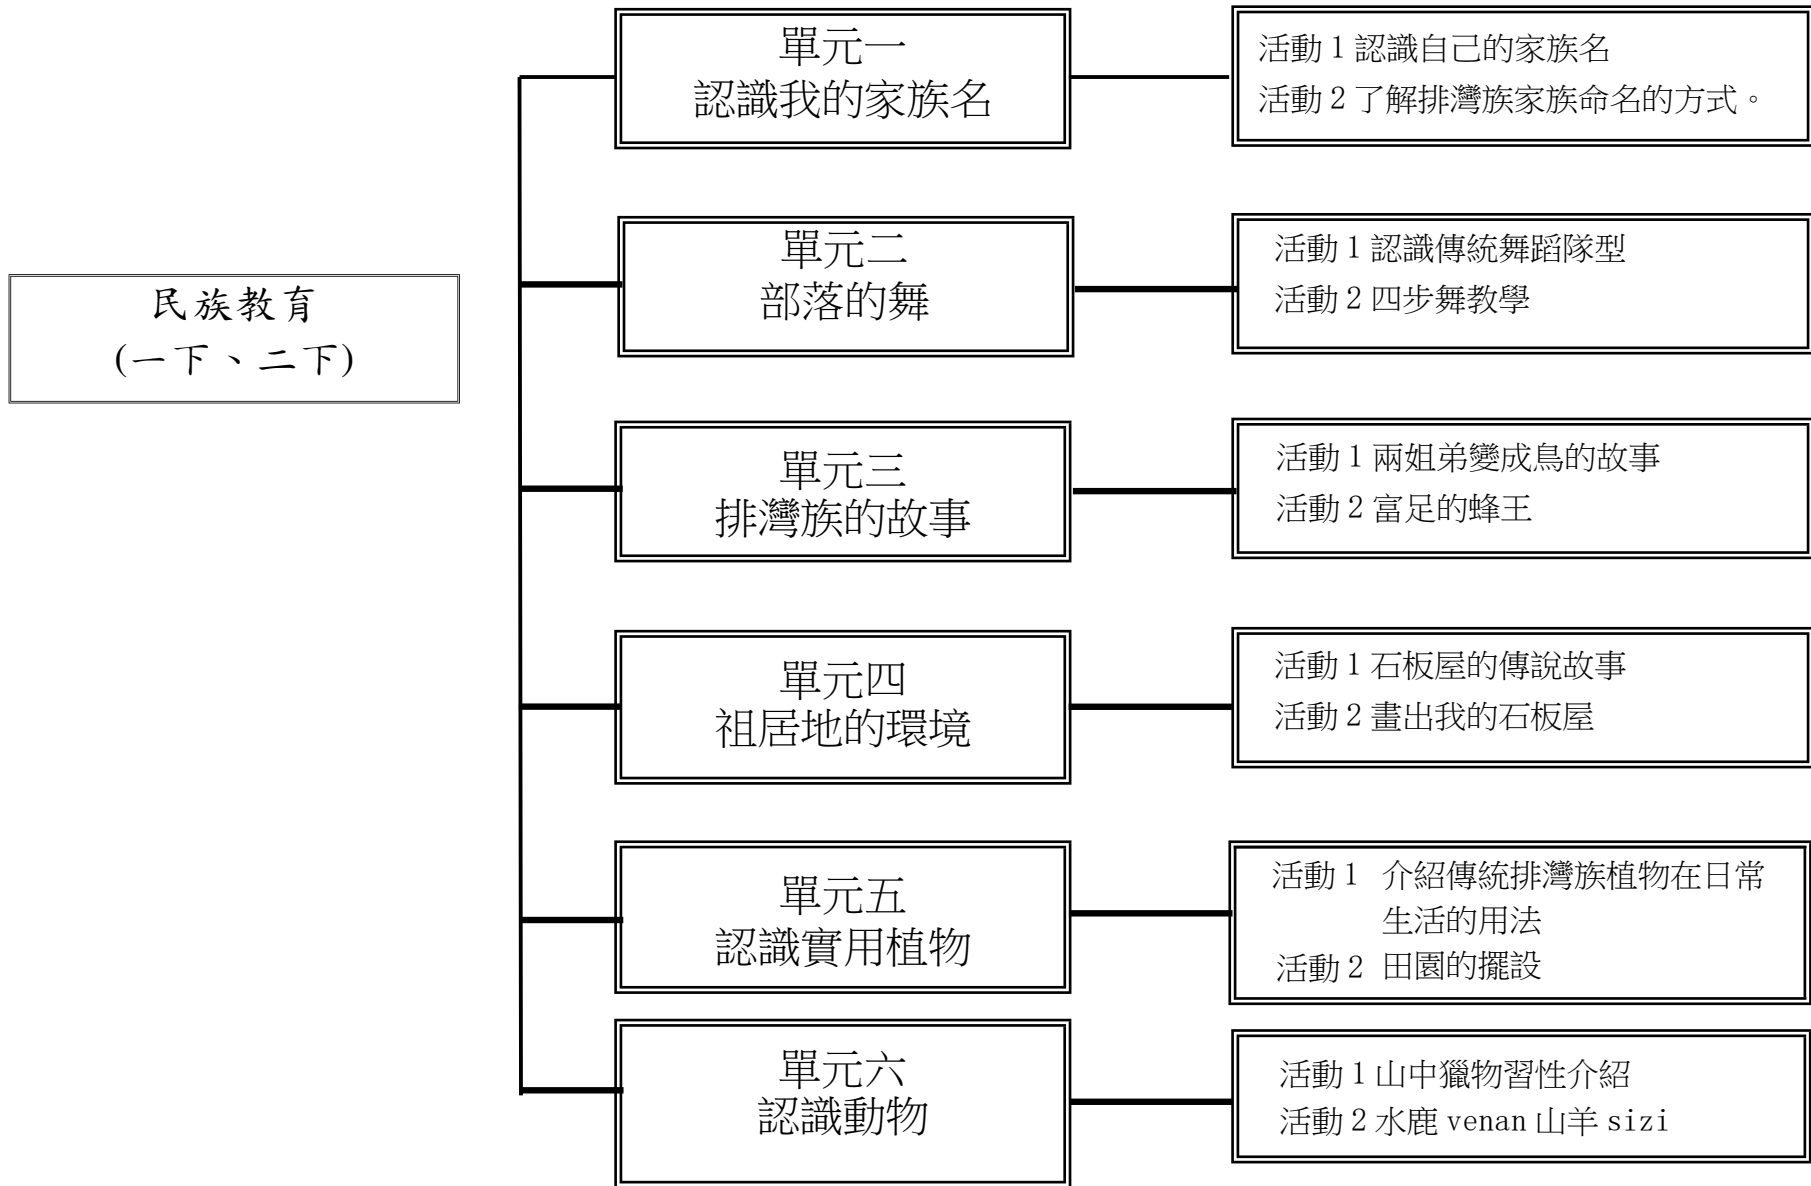 民族教育
(一下、二下)
單元一
認識我的家族名
活動1認識自己的家族名
活動2了解排灣族家族命名的方式。
單元二
部落的舞
活動1認識傳統舞蹈隊型
活動2四步舞教學
單元三
排灣族的故事
活動1兩姐弟變成鳥的故事
活動2富足的蜂王
單元四
祖居地的環境
活動1石板屋的傳說故事
活動2畫出我的石板屋
單元五
認識實用植物
活動1 介紹傳統排灣族植物在日常
生活的用法
活動2 田園的擺設
單元六
認識動物
活動1山中獵物習性介紹
活動2水鹿 venan 山羊 sizi